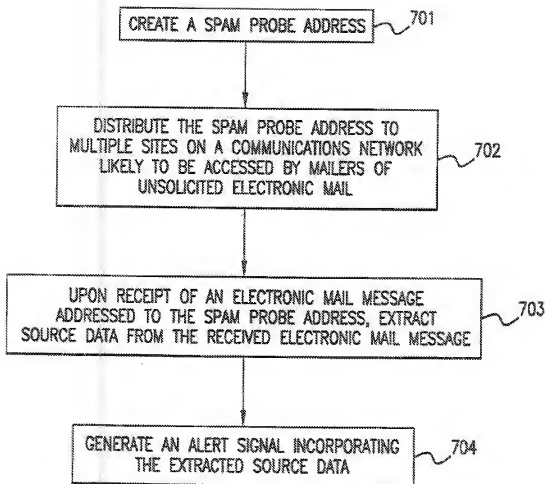 CREATE A SPAM PROBE ADDRESS
701
DISTRIBUTE THE SPAM PROBE ADDRESS TO
MULTIPLE SITES ON A COMMUNICATIONS NETWORK
LIKELY TO BE ACCESSED BY MAILERS OF
UNSOLICITED ELECTRONIC MAIL
702
UPON RECEIPT OF AN ELECTRONIC MAIL MESSAGE
ADDRESSED TO THE SPAM PROBE ADDRESS, EXTRACT
SOURCE DATA FROM THE RECEIVED ELECTRONIC MAIL MESSAGE
703
GENERATE AN ALERT SIGNAL INCORPORATING
THE EXTRACTED SOURCE DATA
704